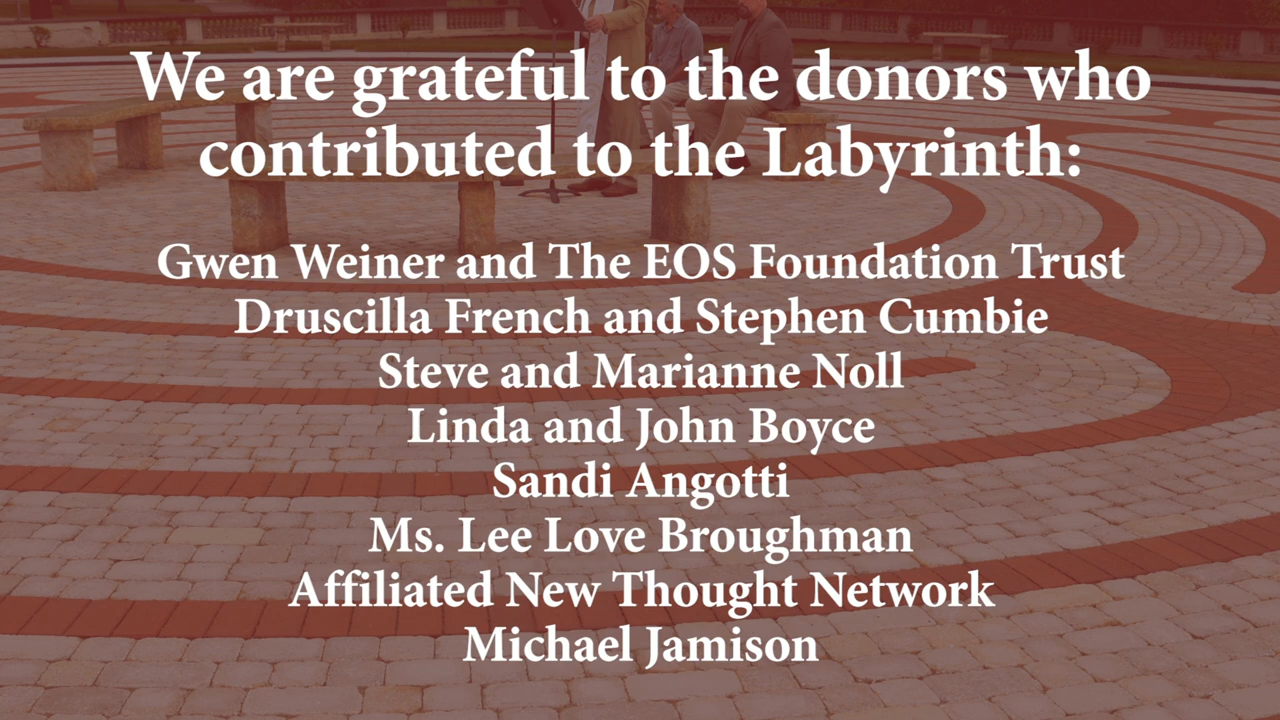 We are grateful to the donors who
contributed to the Labyrinth:
Gwen Weiner and The EOS Foundation Trust
Druscilla French and Stephen Cumbie
Steve and Marianne Noll
Linda and John Boyce
Sandi Angotti
Ms. Lee Love Broughman
Affiliated New Thought Network
Michael Jamison